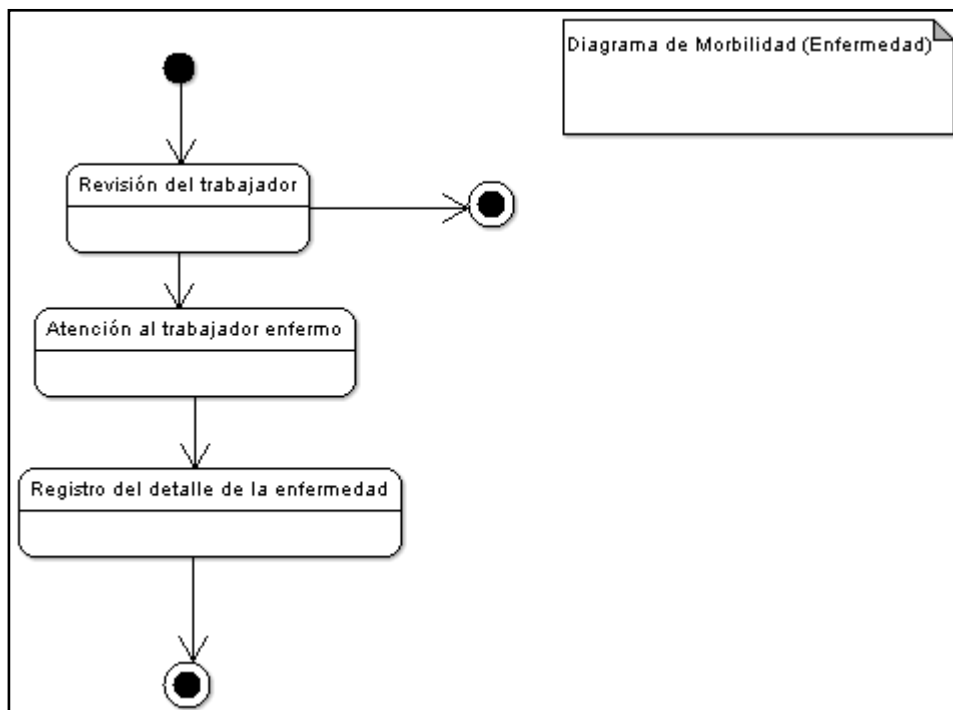 Diagrama de Morbilidad (Enfermedad)
Revisión del trabajador
Atención al trabajador enfermo
Registro del detalle de la enfermedad